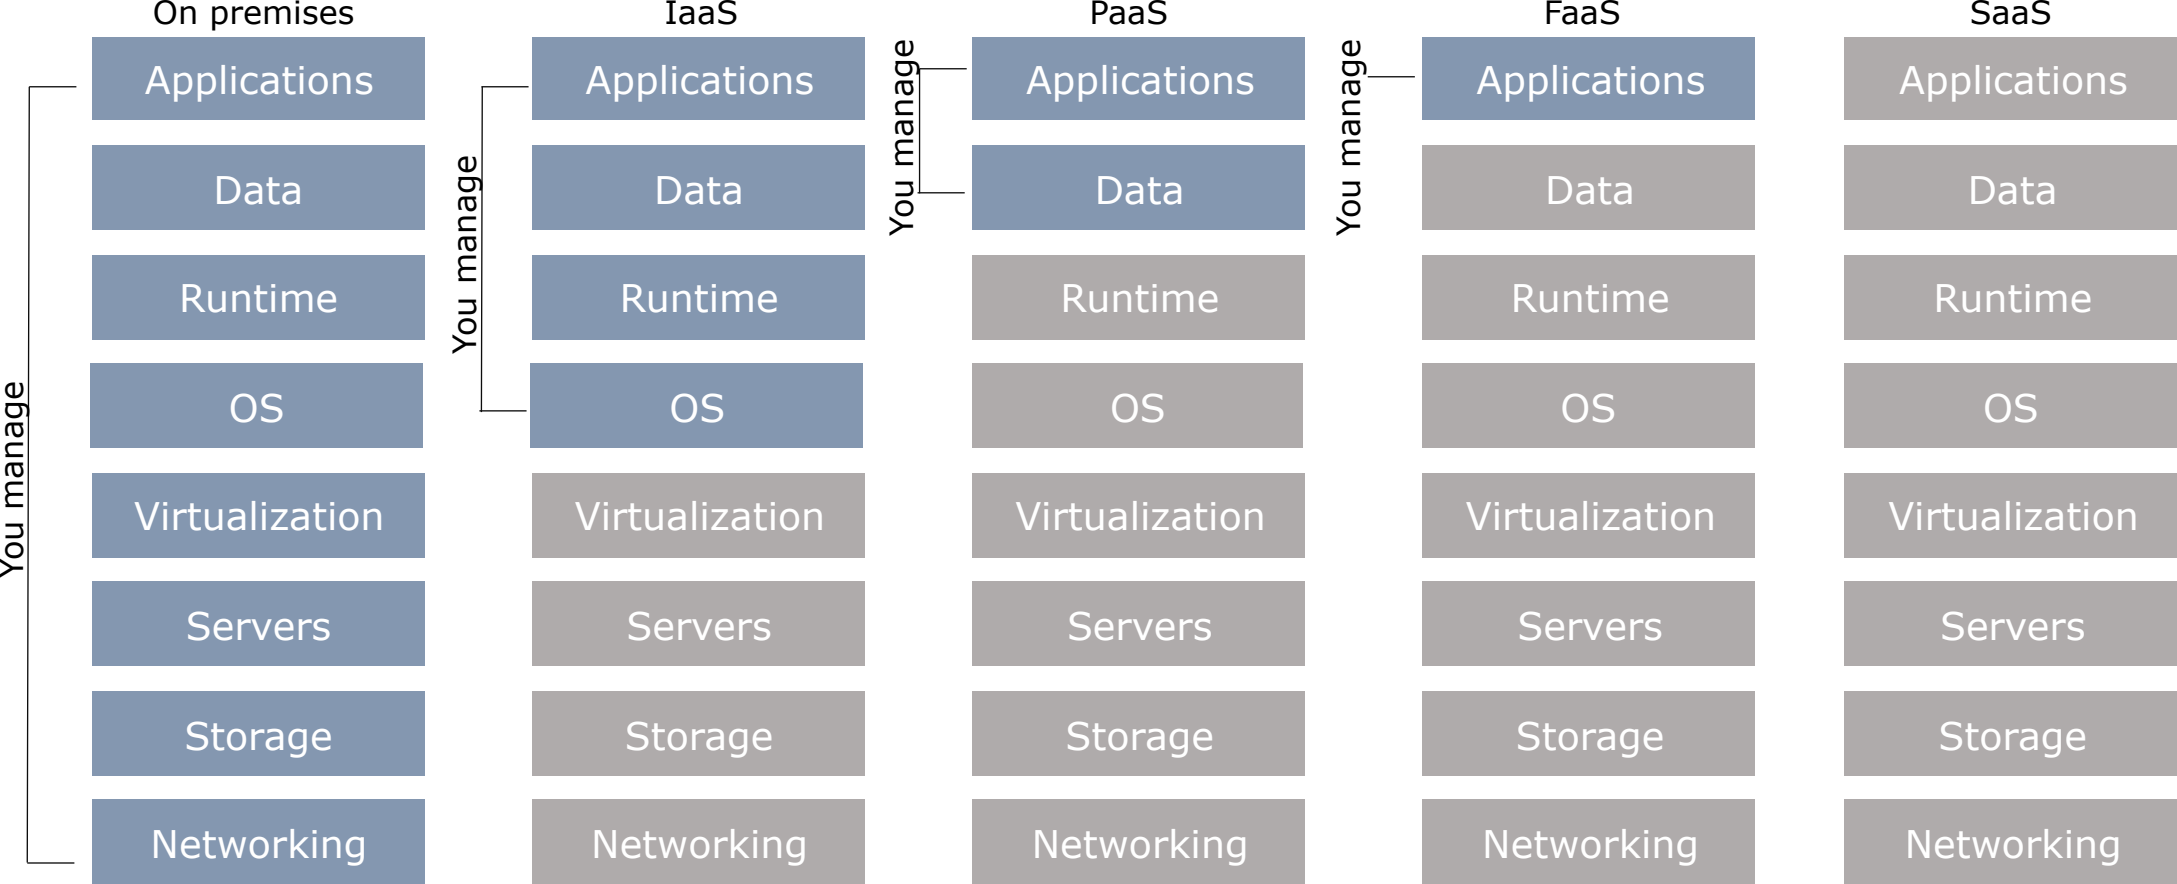 On premises
IaaS
PaaS
FaaS
SaaS
You manage
Applications
Data
Runtime
OS
Virtualization
Servers
Storage
Networking
You manage
Applications
Data
Runtime
OS
Virtualization
Servers
Storage
Networking
You manage
Applications
Data
Runtime
OS
Virtualization
Servers
Storage
Networking
You manage
Applications
Data
Runtime
OS
Virtualization
Servers
Storage
Networking
Applications
Data
Runtime
OS
Virtualization
Servers
Storage
Networking